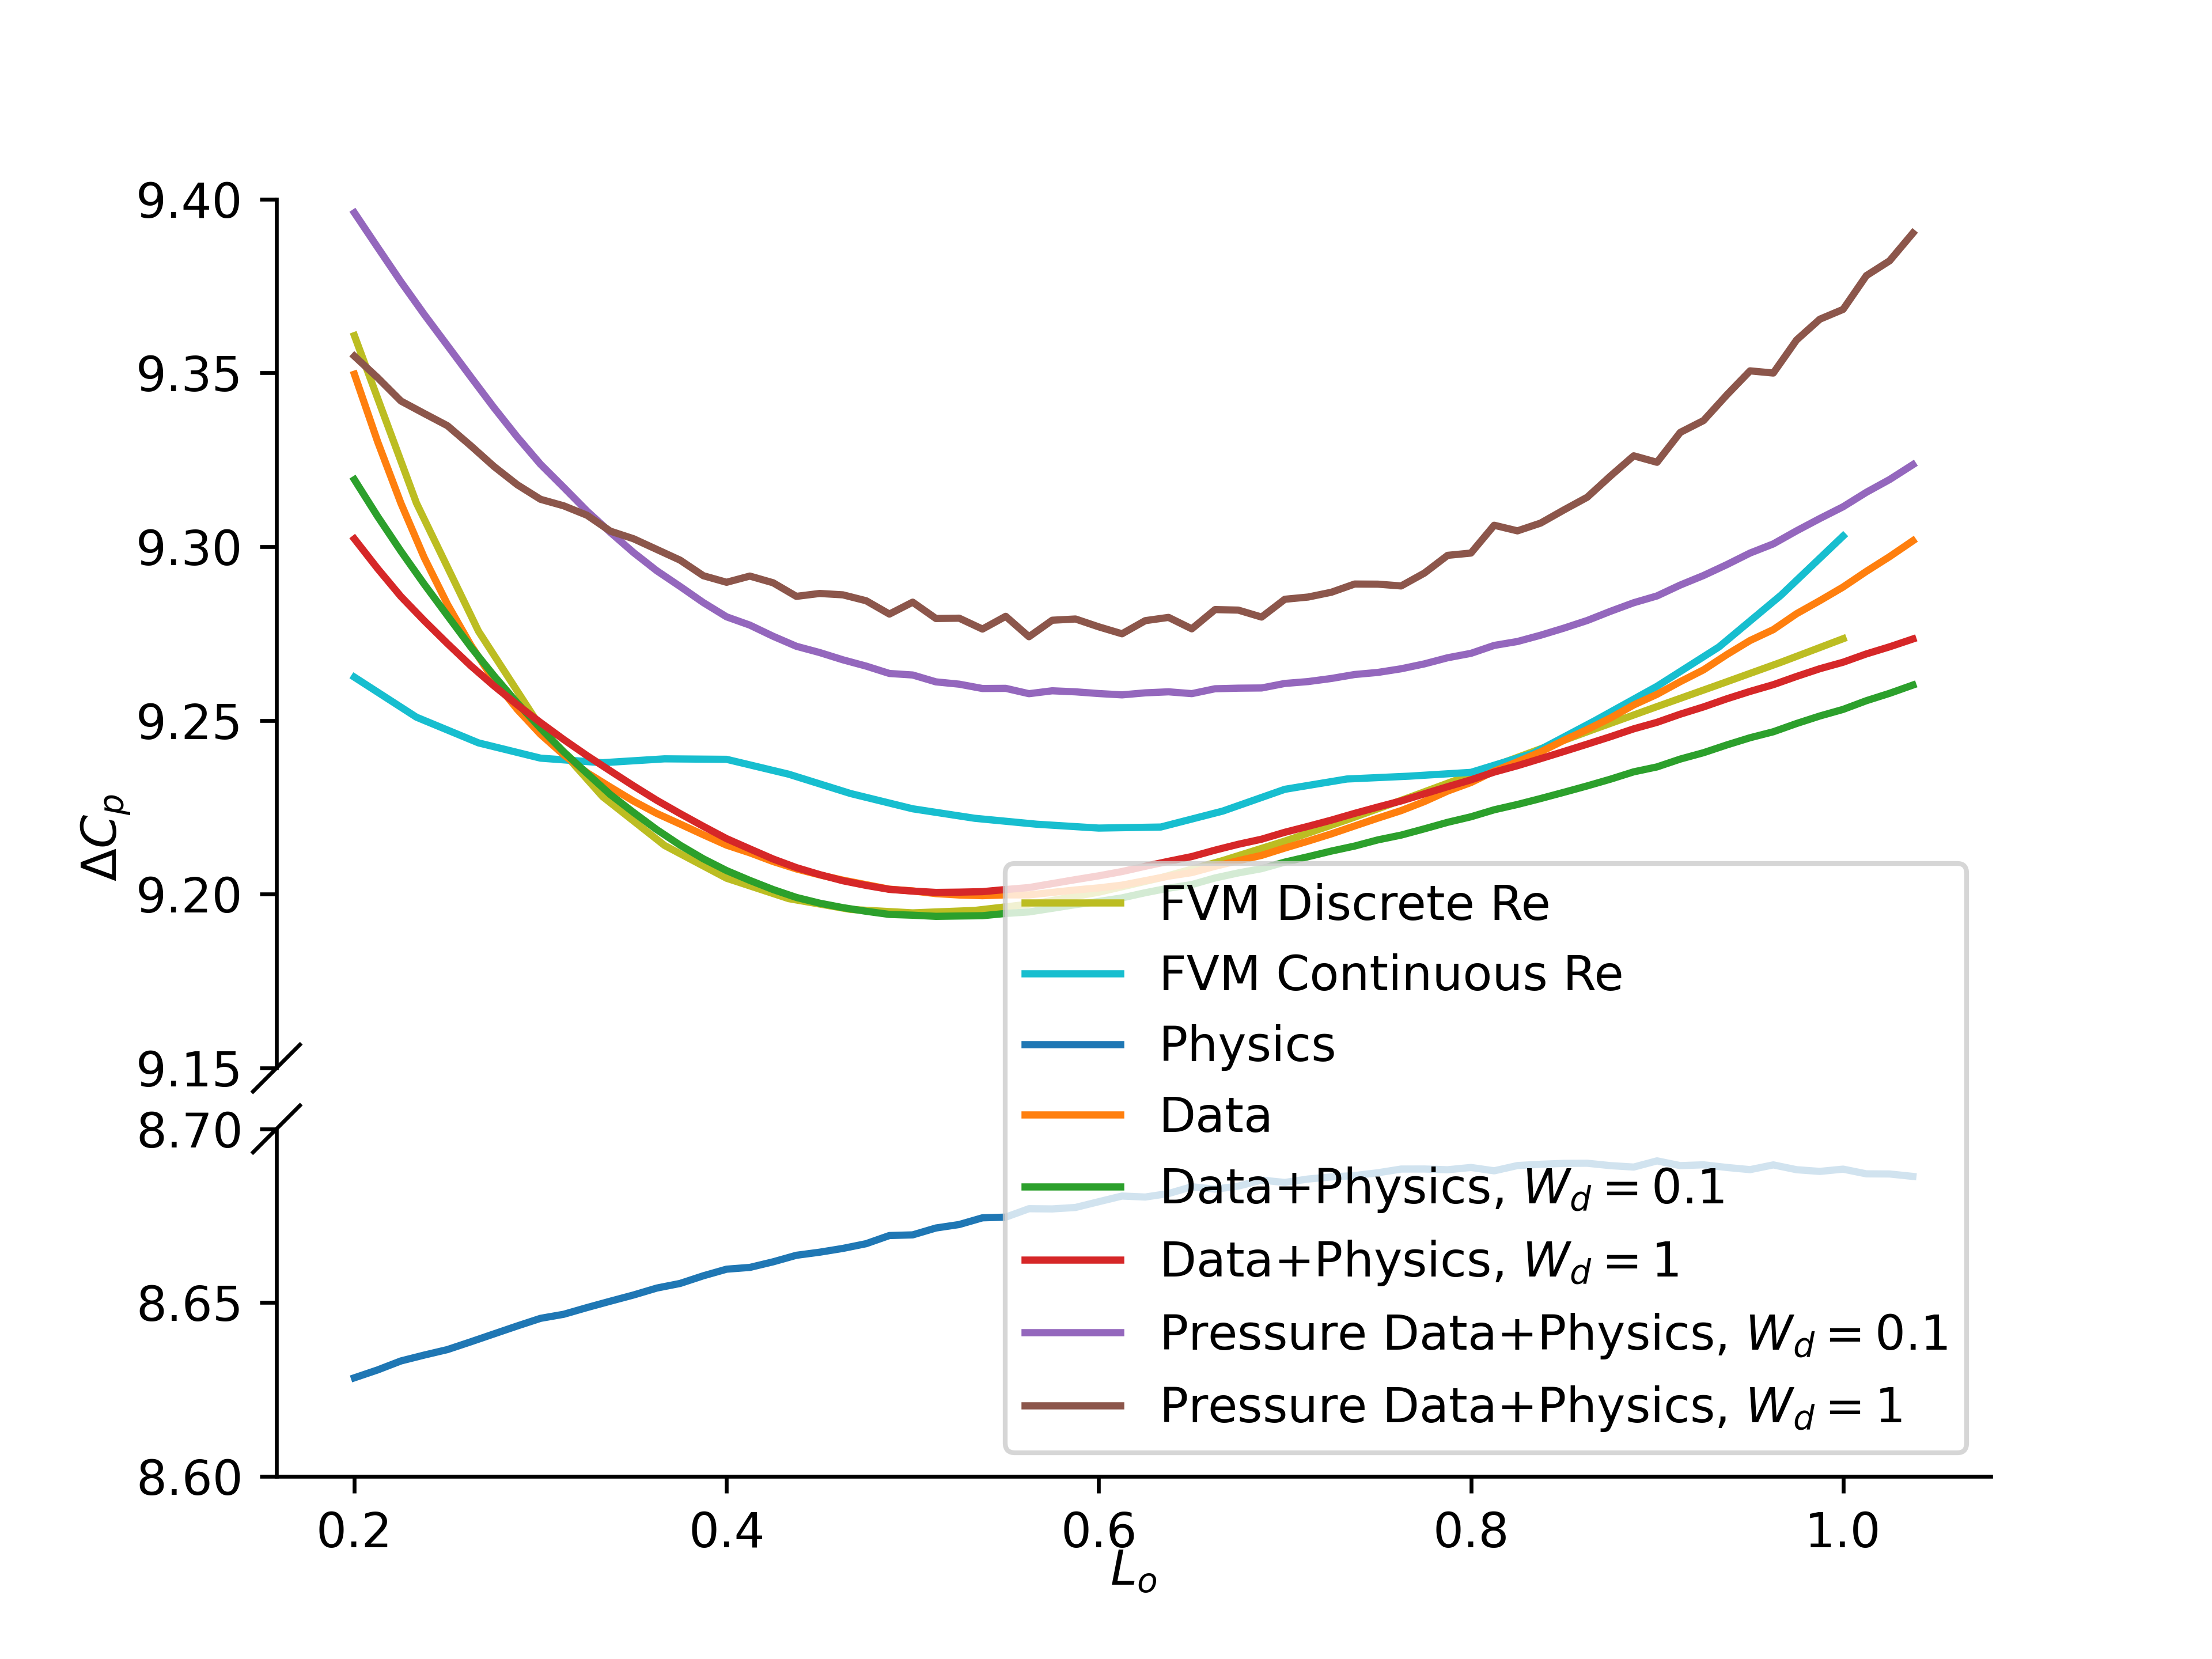 9.40
9.35
9.30
9.25
9.20
9.15
8.70
8.65
8.60
ΔC_p
0.2 0.4 0.6 0.8 1.0
L_o
FVM Discrete Re
FVM Continuous Re
Physics
Data
Data+Physics, W_d = 0.1
Data+Physics, W_d = 1
Pressure Data+Physics, W_d = 0.1
Pressure Data+Physics, W_d = 1